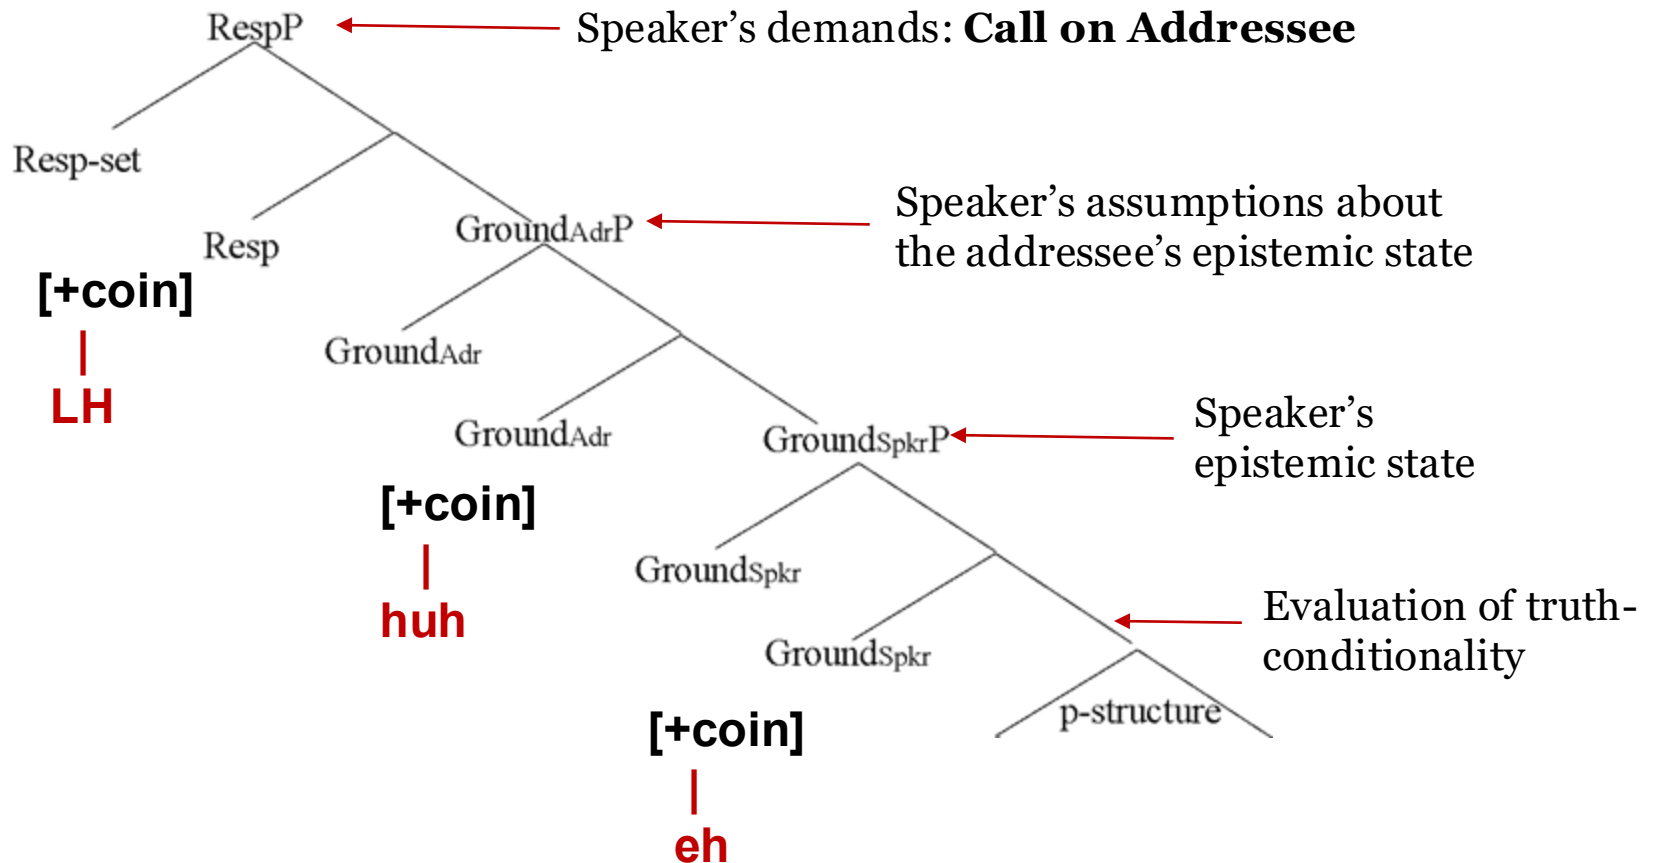 RespP
Speaker’s demands: Call on Addressee
Resp-set
Resp
[+coin]
|
LH
GroundAdrP
Speaker’s assumptions about
the addressee’s epistemic state
GroundAdr
GroundAdr
[+coin]
|
huh
GroundSpkrP
Speaker’s
epistemic state
GroundSpkr
GroundSpkr
[+coin]
|
eh
Evaluation of truth-
conditionality
p-structure